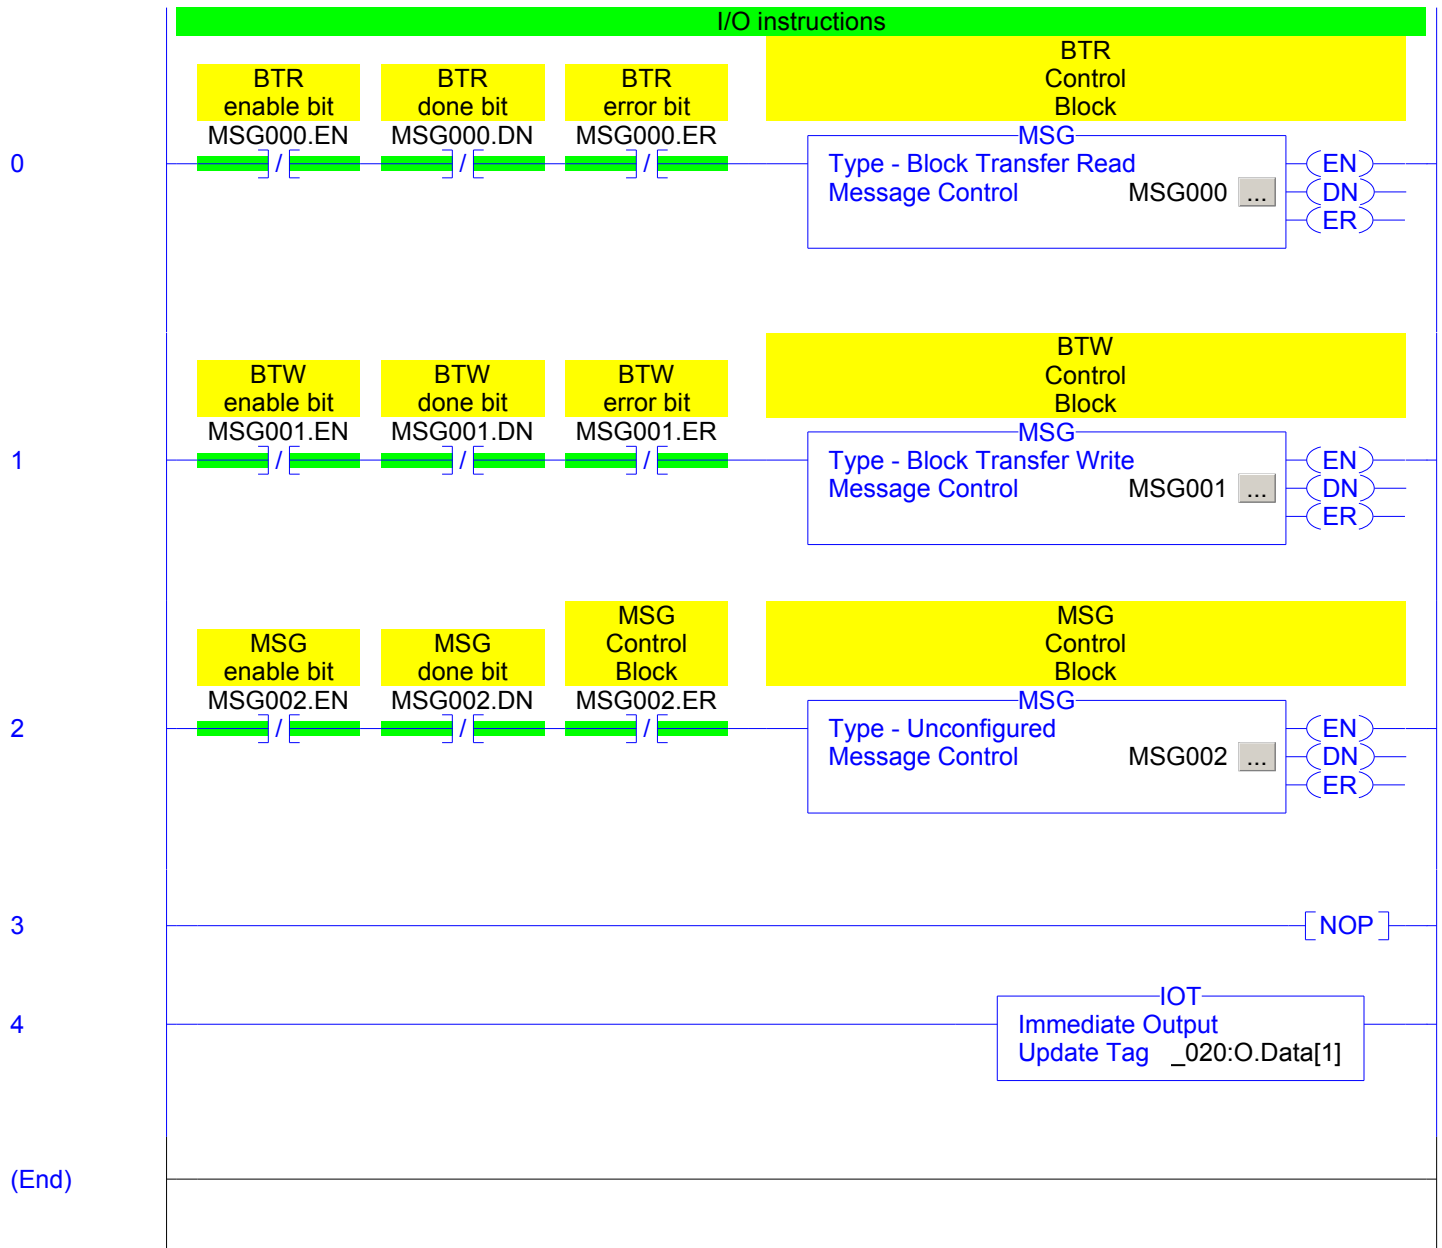 I/O instructions
BTR
enable bit
MSG000.EN
BTR
done bit
MSG000.DN
BTR
error bit
MSG000.ER
BTR
Control
Block
0
/
/
/
MSG
Type - Block Transfer Read
Message Control MSG000 ...
EN
DN
ER
BTW
enable bit
MSG001.EN
BTW
done bit
MSG001.DN
BTW
error bit
MSG001.ER
BTW
Control
Block
1
/
/
/
MSG
Type - Block Transfer Write
Message Control MSG001 ...
EN
DN
ER
MSG
enable bit
MSG002.EN
MSG
done bit
MSG002.DN
MSG
Control
Block
MSG002.ER
MSG
Control
Block
2
/
/
/
MSG
Type - Unconfigured
Message Control MSG002 ...
EN
DN
ER
3
NOP
4
IOT
Immediate Output
Update Tag _020:O.Data[1]
(End)